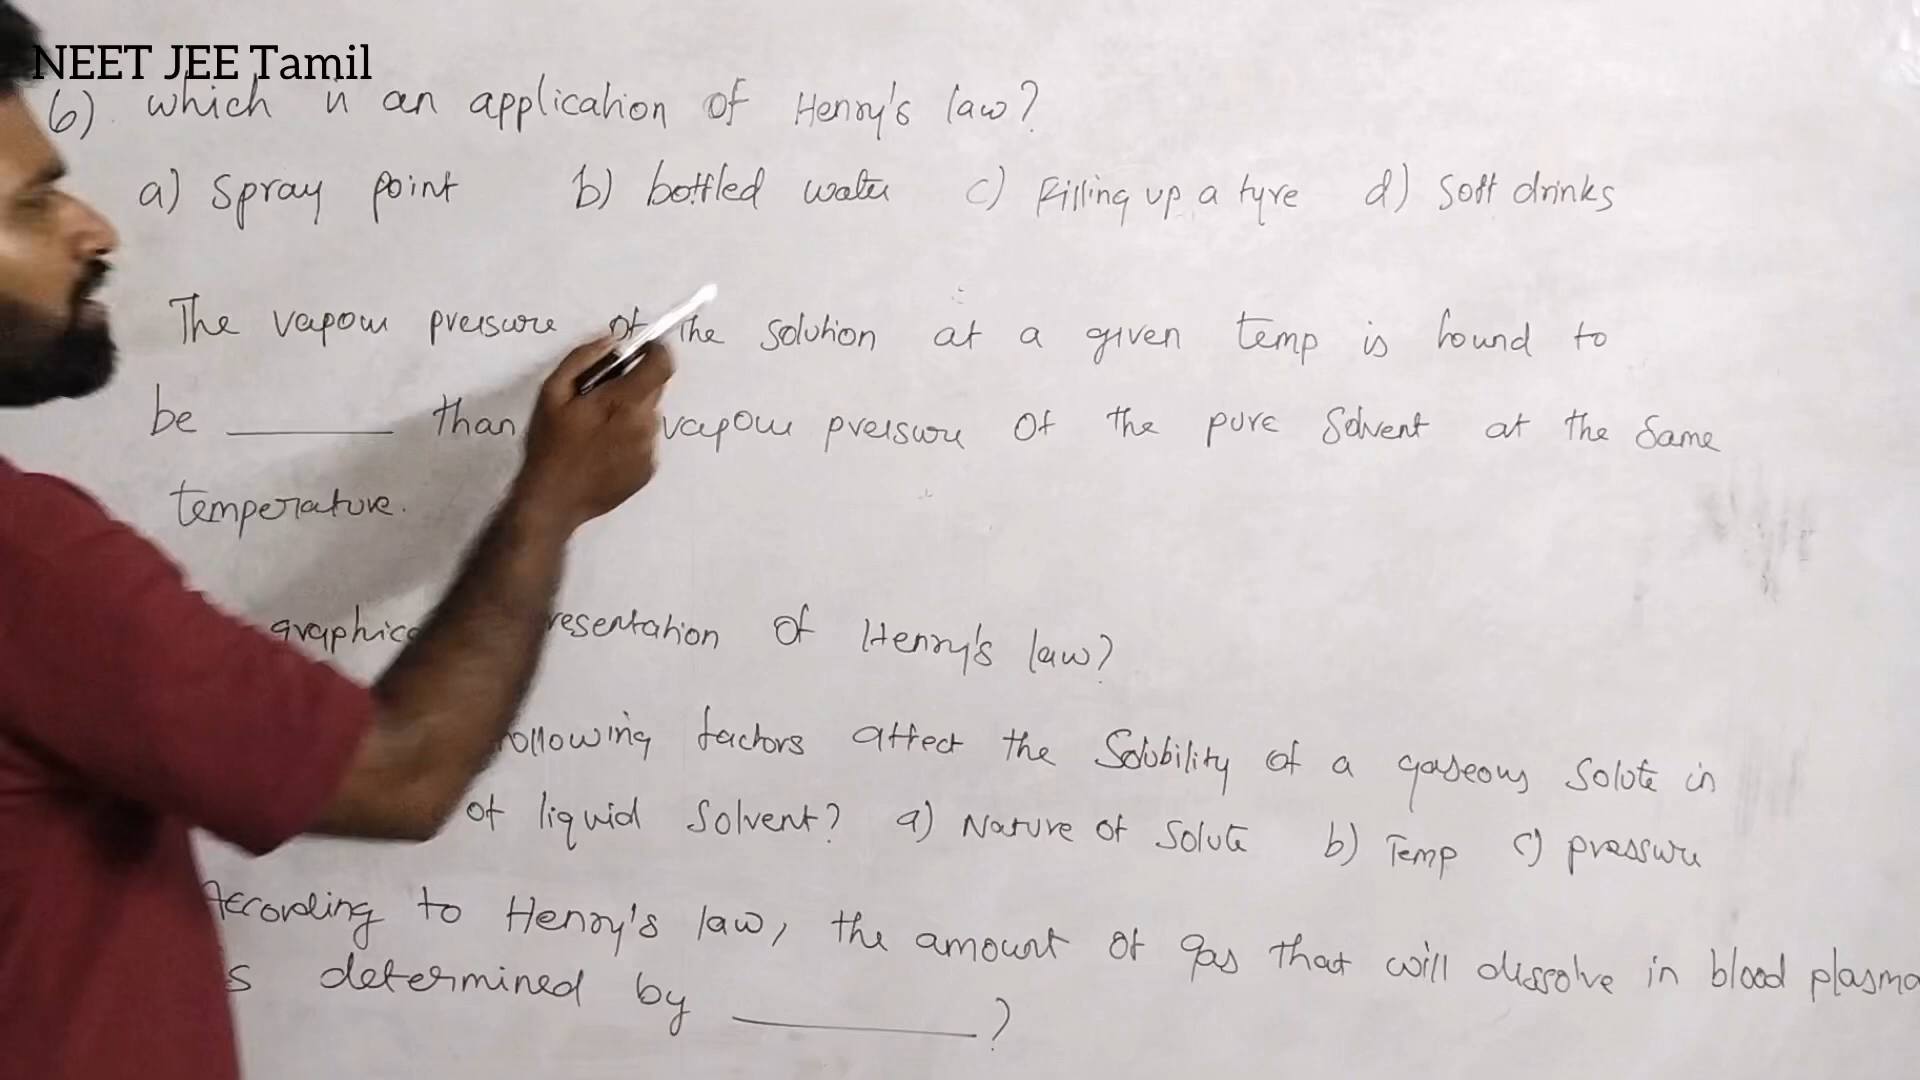 NEET JEE Tamil
6) which is an application of Henry's law?
a) Spray point b) bottled water c) Filling up a tyre d) Soft drinks
The vapour pressure of the solution at a given temp is found to
be ______ than vapour pressure of the pure Solvent at the same
temperature.
graphica resentation of Henry's law?
ollowing factors affect the Solubility of a gaseous solute in
of liquid Solvent? a) Nature of Solute b) Temp c) pressure
According to Henry's law, the amount of gas that will dissolve in blood plasma
s determined by ______?